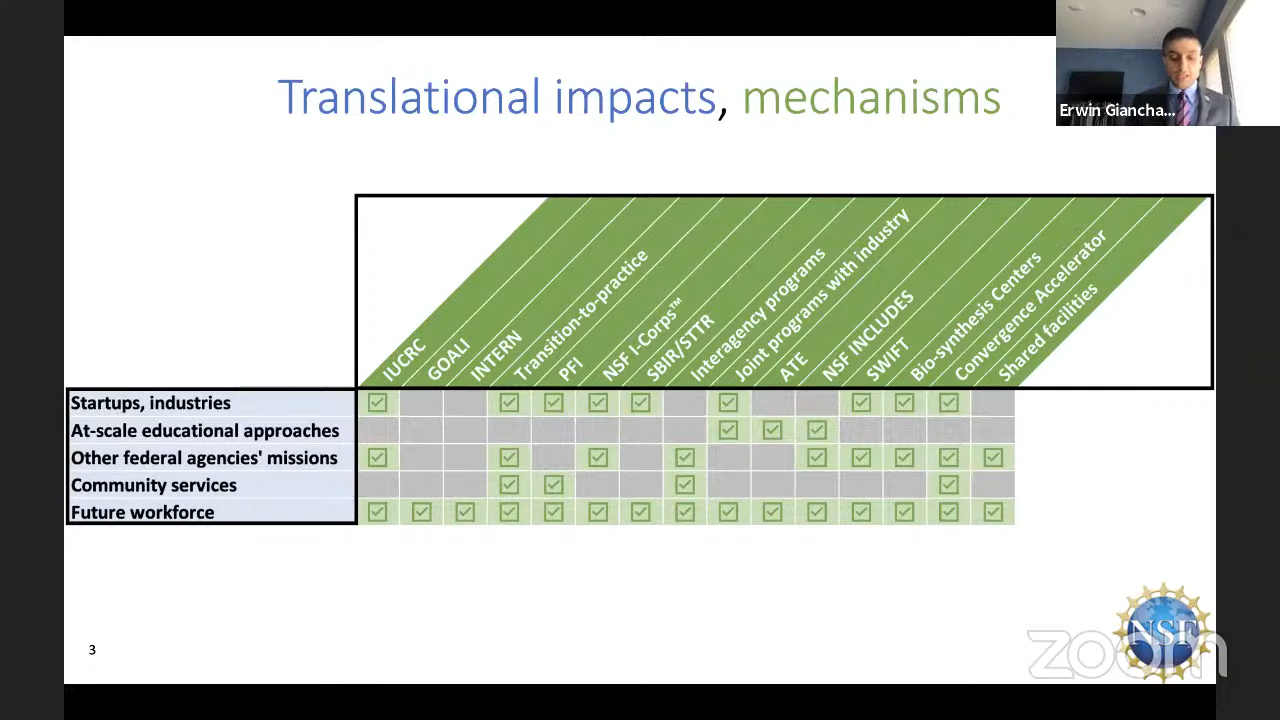 Translational impacts, mechanisms
Erwin Giancha...
IUCRC
GOALI
INTERN
Transition-to-practice
PFI
NSF I-Corps™
SBIR/STTR
Interagency programs
Joint programs with industry
ATE
NSF INCLUDES
SWIFT
Bio-synthesis Centers
Convergence Accelerator
Shared facilities
Startups, industries
At-scale educational approaches
Other federal agencies' missions
Community services
Future workforce
3
NSF
zoom